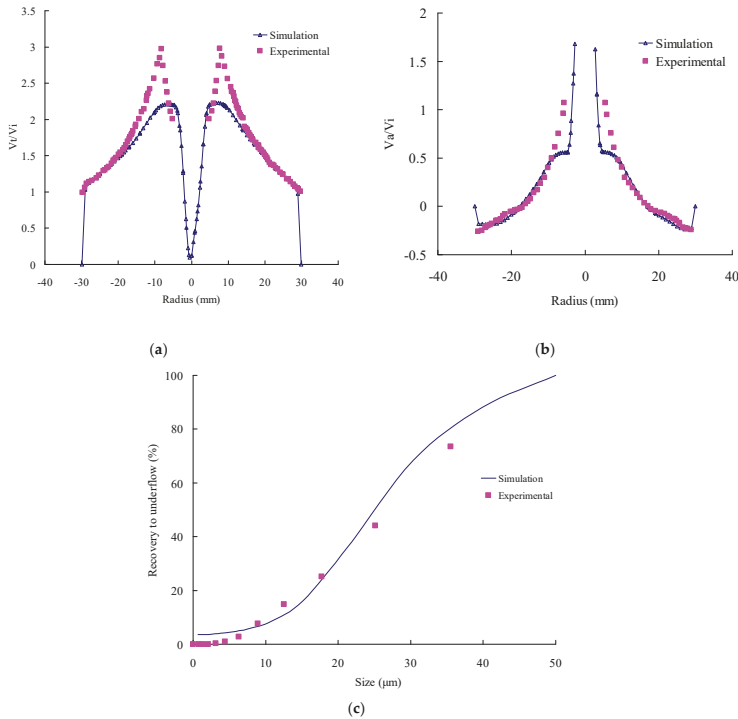 3.5
3
2.5
2
1.5
1
0.5
0
Vt/Vi
Simulation
Experimental
-40 -30 -20 -10 0 10 20 30 40
Radius (mm)
(a)
2
1.5
1
0.5
0
-0.5
Va/Vi
Simulation
Experimental
-40 -20 0 20 40
Radius (mm)
(b)
100
80
60
40
20
0
Recovery to underflow (%)
Simulation
Experimental
0 10 20 30 40 50
Size (μm)
(c)